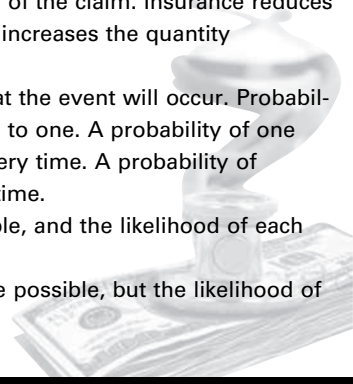 of the claim. Insurance reduces
increases the quantity
at the event will occur. Probabil-
to one. A probability of one
ery time. A probability of
time.
ble, and the likelihood of each
e possible, but the likelihood of